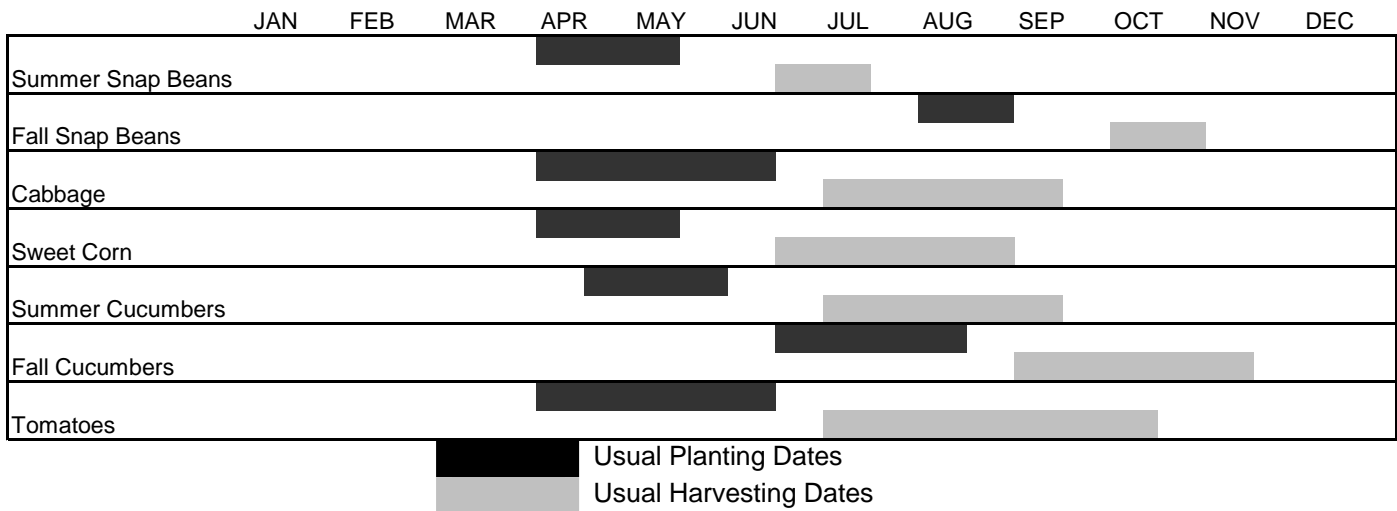 JAN FEB MAR APR MAY JUN JUL AUG SEP OCT NOV DEC
Summer Snap Beans
Fall Snap Beans
Cabbage
Sweet Corn
Summer Cucumbers
Fall Cucumbers
Tomatoes
Usual Planting Dates
Usual Harvesting Dates